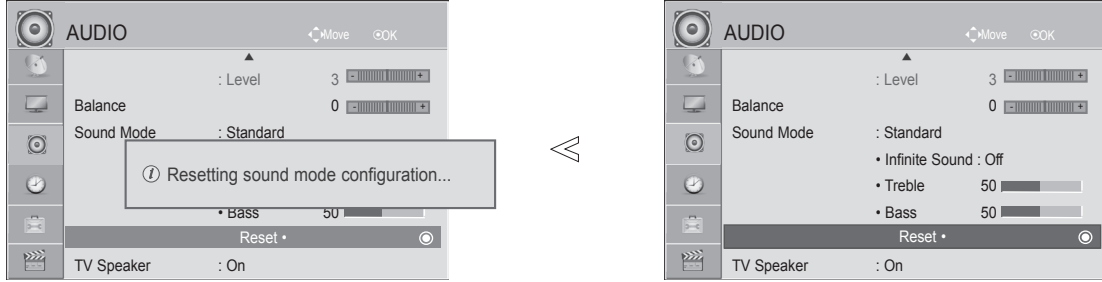 AUDIO Move OK
: Level 3 - +
Balance 0 - +
Sound Mode : Standard
Resetting sound mode configuration...
• Bass 50
Reset •
TV Speaker : On
AUDIO Move OK
: Level 3 - +
Balance 0 - +
Sound Mode : Standard
• Infinite Sound : Off
• Treble 50
• Bass 50
Reset •
TV Speaker : On